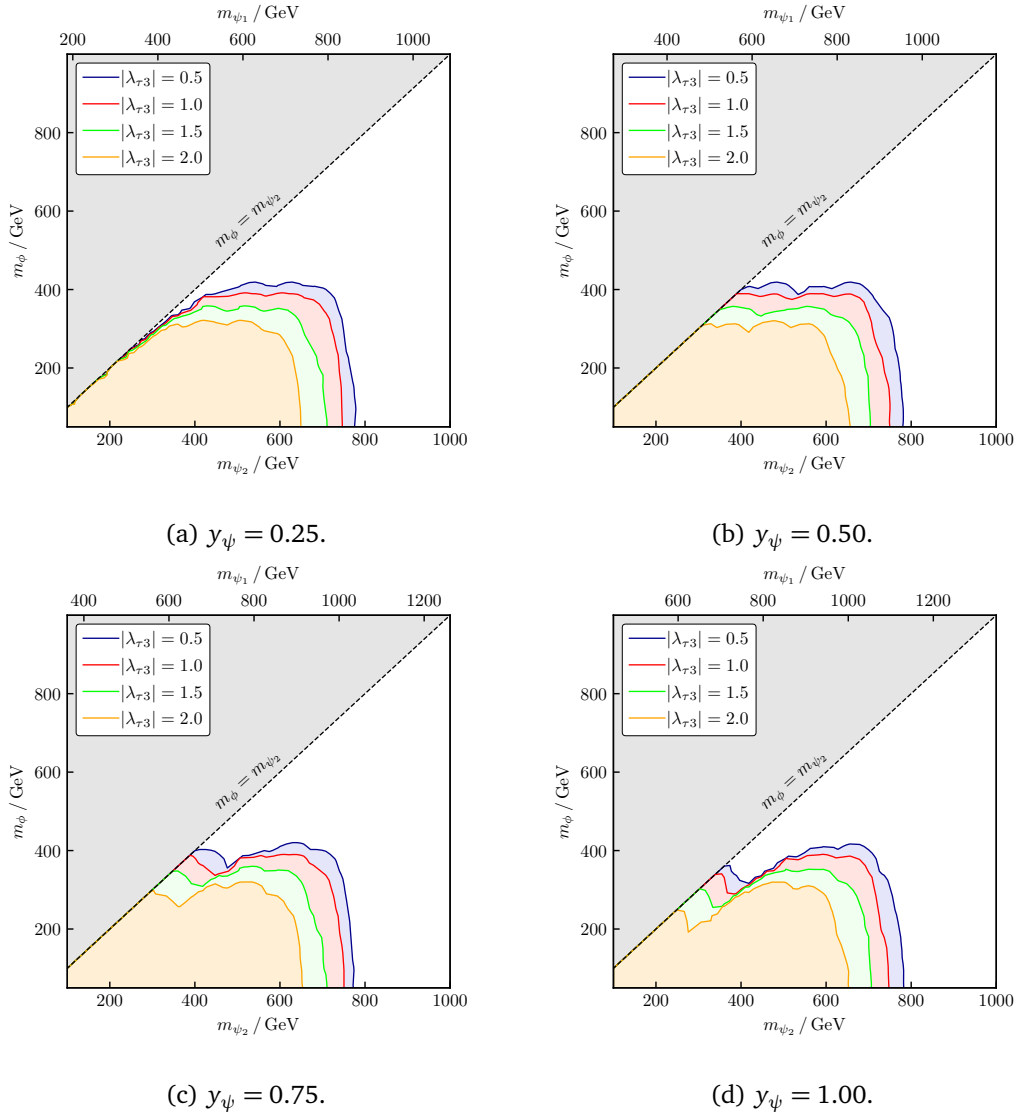 m_{ψ_1} / GeV
200 400 600 800 1000
m_ϕ / GeV
800
600
400
200
|λ_{τ3}| = 0.5
|λ_{τ3}| = 1.0
|λ_{τ3}| = 1.5
|λ_{τ3}| = 2.0
m_ϕ = m_{ψ_2}
200 400 600 800 1000
m_{ψ_2} / GeV
(a) y_ψ = 0.25.
m_{ψ_1} / GeV
400 600 800 1000
m_ϕ / GeV
800
600
400
200
|λ_{τ3}| = 0.5
|λ_{τ3}| = 1.0
|λ_{τ3}| = 1.5
|λ_{τ3}| = 2.0
m_ϕ = m_{ψ_2}
200 400 600 800 1000
m_{ψ_2} / GeV
(b) y_ψ = 0.50.
m_{ψ_1} / GeV
400 600 800 1000 1200
m_ϕ / GeV
800
600
400
200
|λ_{τ3}| = 0.5
|λ_{τ3}| = 1.0
|λ_{τ3}| = 1.5
|λ_{τ3}| = 2.0
m_ϕ = m_{ψ_2}
200 400 600 800 1000
m_{ψ_2} / GeV
(c) y_ψ = 0.75.
m_{ψ_1} / GeV
600 800 1000 1200
m_ϕ / GeV
800
600
400
200
|λ_{τ3}| = 0.5
|λ_{τ3}| = 1.0
|λ_{τ3}| = 1.5
|λ_{τ3}| = 2.0
m_ϕ = m_{ψ_2}
200 400 600 800 1000
m_{ψ_2} / GeV
(d) y_ψ = 1.00.